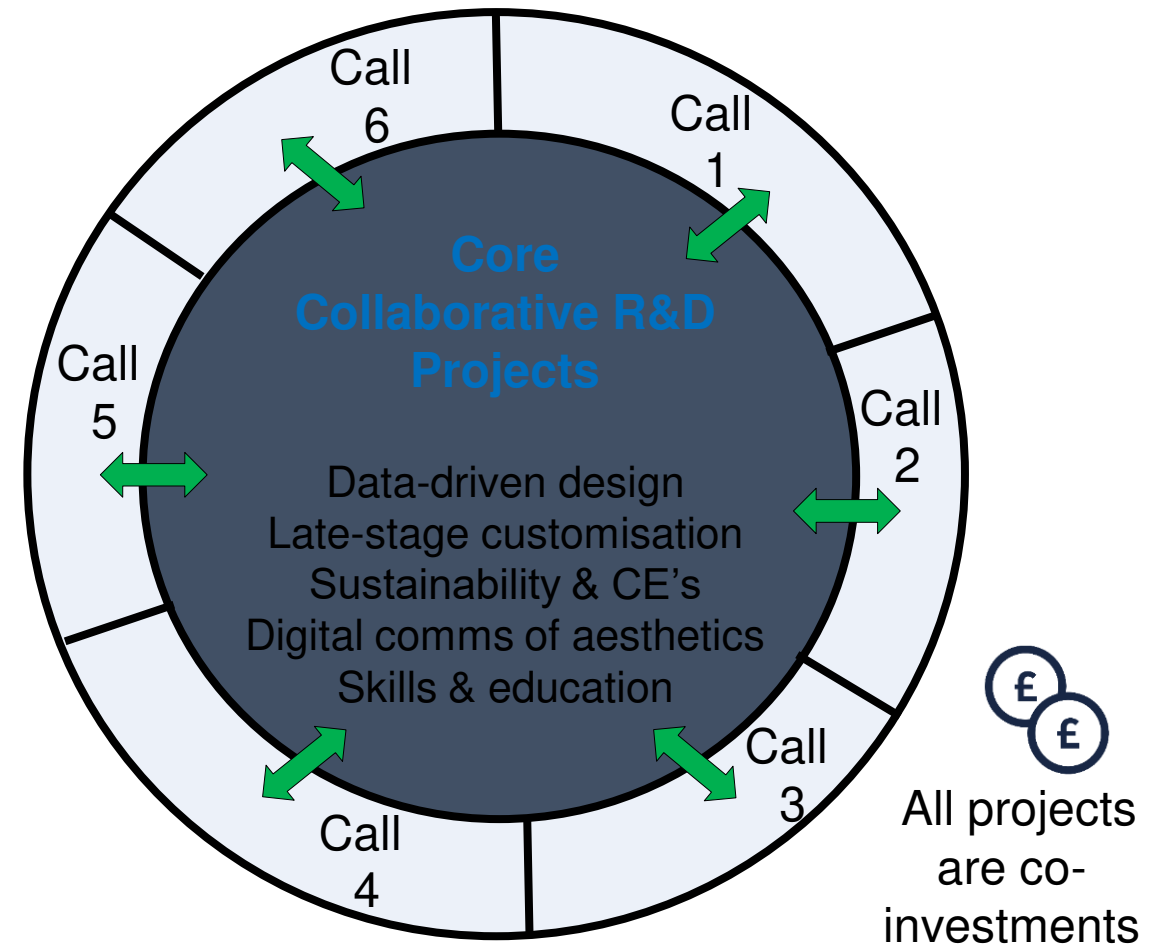 Call
6
Call
1
Core
Collaborative R&D
Projects
Call
5
Call
2
Data-driven design
Late-stage customisation
Sustainability & CE’s
Digital comms of aesthetics
Skills & education
Call
3
Call
4
£
£
All projects
are co-
investments